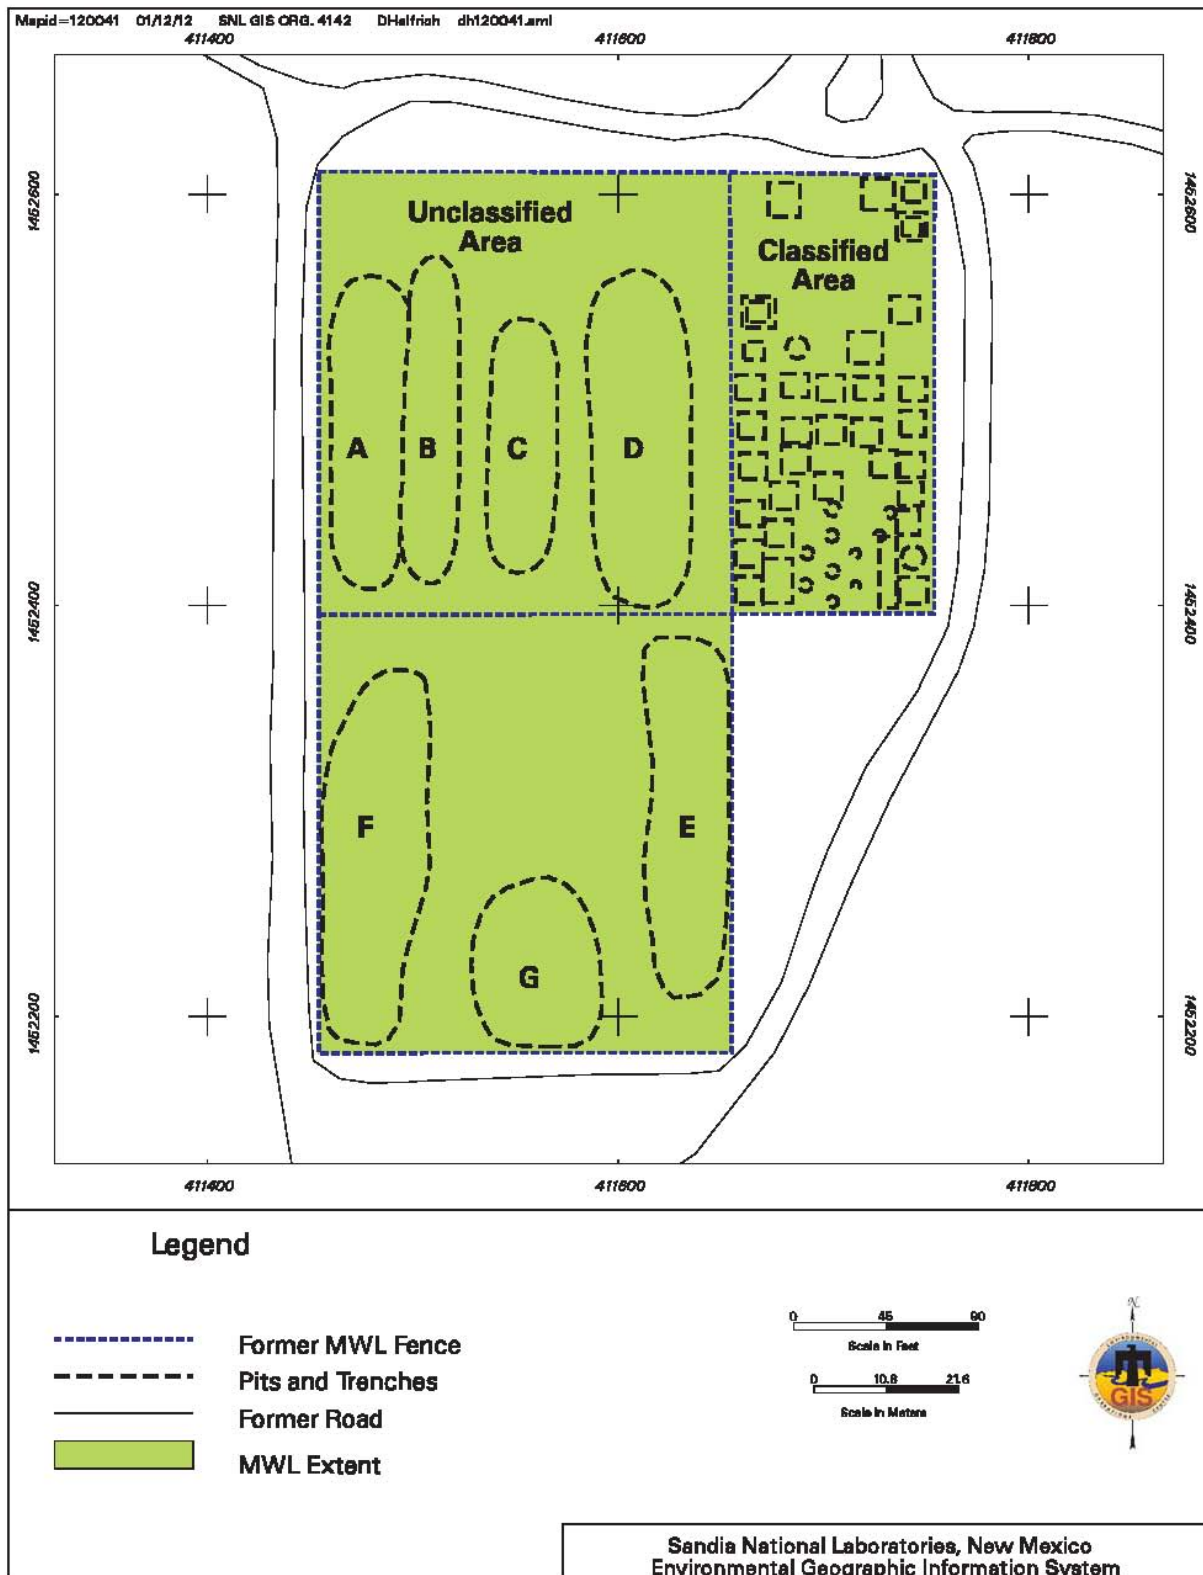 Mapid=120041 01/12/12 SNL GIS ORG. 4142 DHelfrich dh120041.aml
411400 411600 411800
1452600 1452600
Unclassified
Area
Classified
Area
A B C D
1452400 1452400
F E
G
1452200 1452200
411400 411600 411800
Legend
Former MWL Fence
Pits and Trenches
Former Road
MWL Extent
0 45 90
Scale in Feet
0 10.8 21.6
Scale in Meters
N
GIS
Sandia National Laboratories, New Mexico
Environmental Geographic Information System